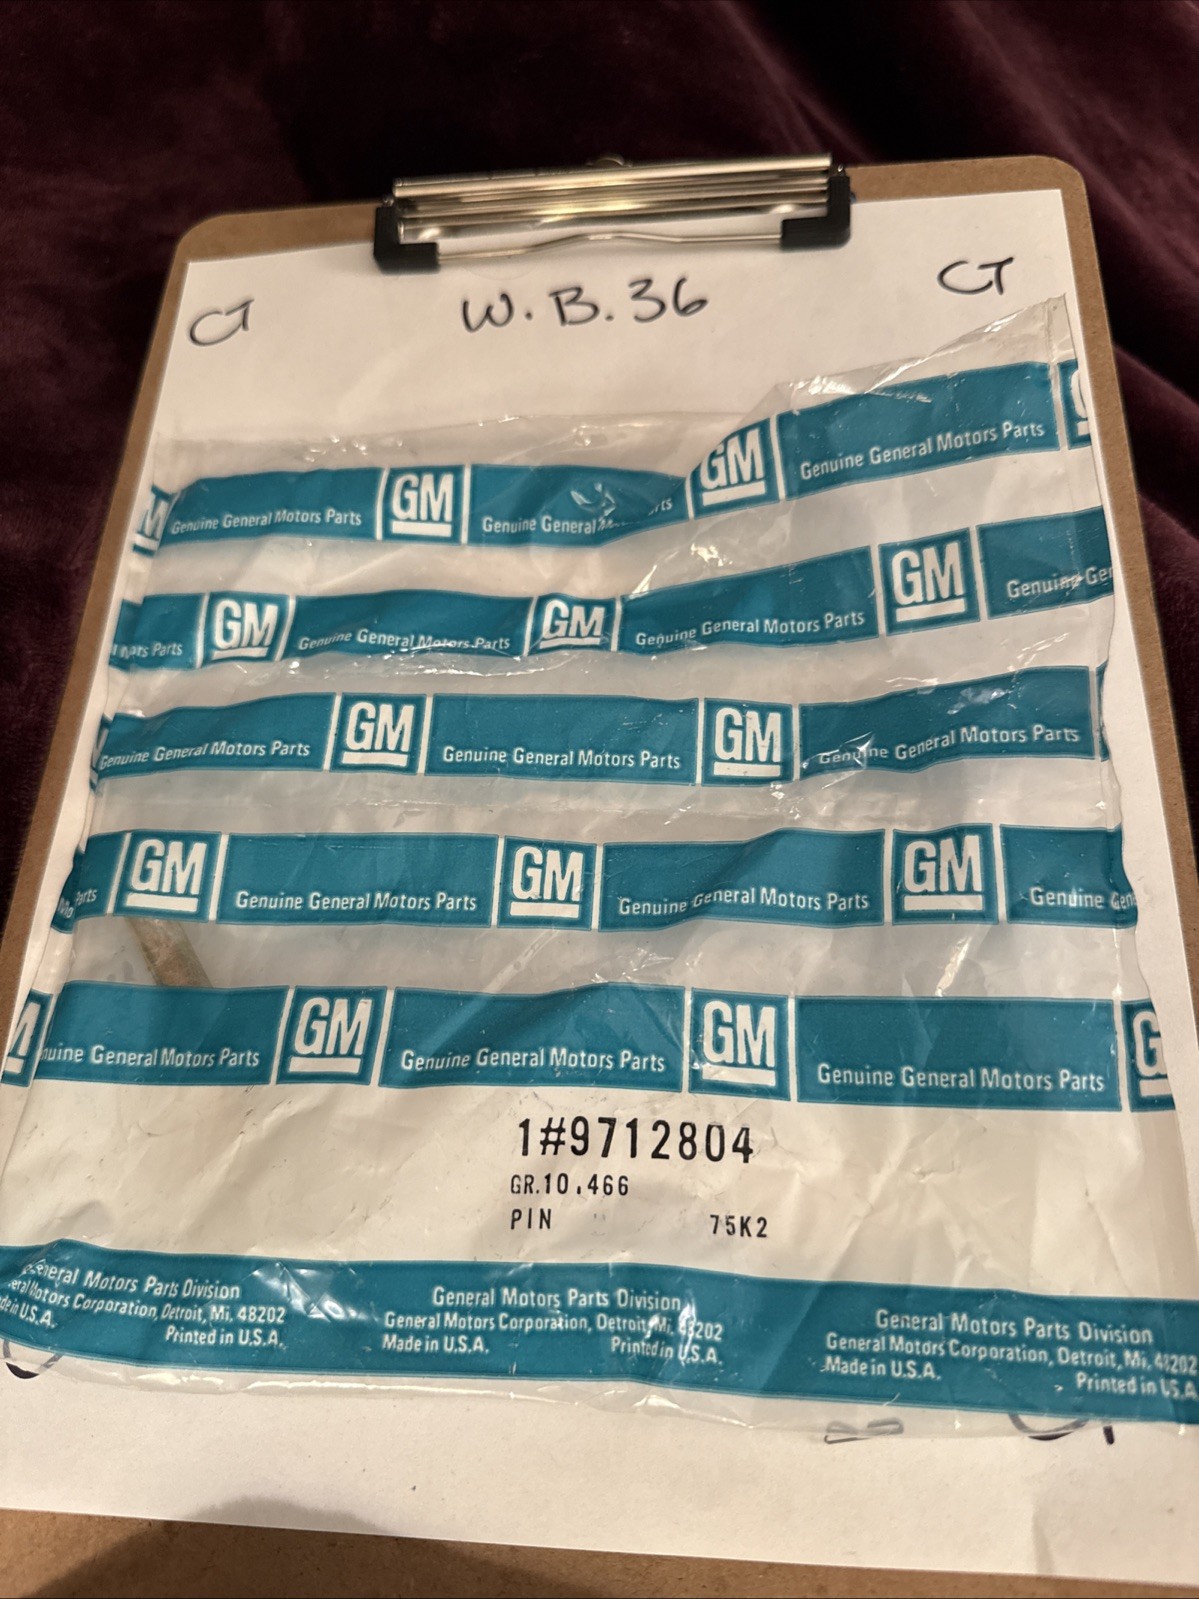 CT W.B.36 CT
GM Genuine General Motors Parts
Genuine General Motors Parts GM Genuine General GM
Parts GM Genuine General Motors Parts GM Genuine General Motors Parts GM Genuine
Genuine General Motors Parts GM Genuine General Motors Parts GM Genuine General Motors Parts
Parts GM Genuine General Motors Parts GM Genuine General Motors Parts GM Genuine
General Motors Parts GM Genuine General Motors Parts GM Genuine General Motors Parts
1#9712804
GR.10.466
PIN 75K2
General Motors Parts Division
Motors Corporation, Detroit, Mi. 48202
U.S.A. Printed in U.S.A.
General Motors Parts Division
General Motors Corporation, Detroit, Mi. 48202
Made in U.S.A. Printed in U.S.A.
General Motors Parts Division
General Motors Corporation, Detroit, Mi. 48202
Made in U.S.A. Printed in U.S.A.